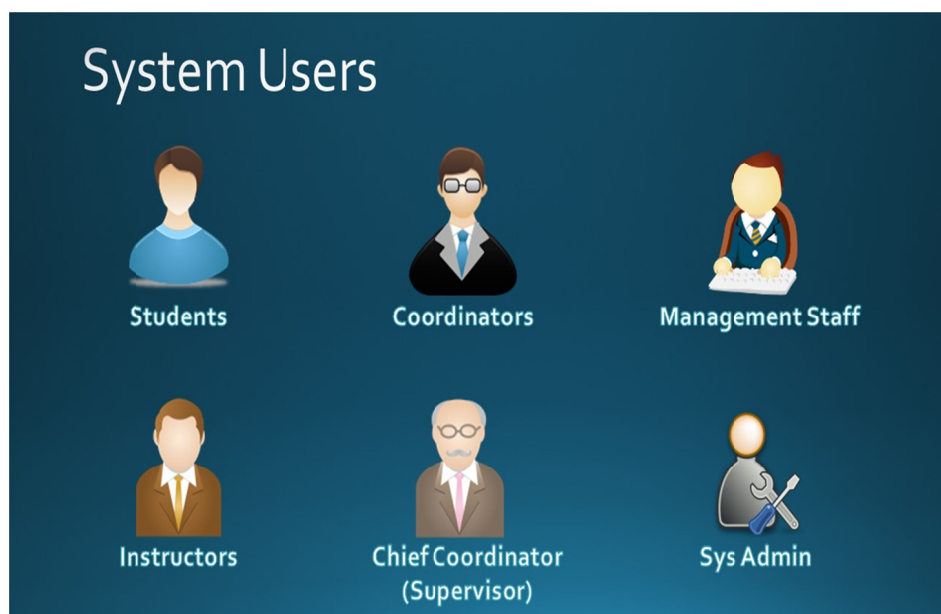 System Users
Students
Coordinators
Management Staff
Instructors
Chief Coordinator
(Supervisor)
Sys Admin